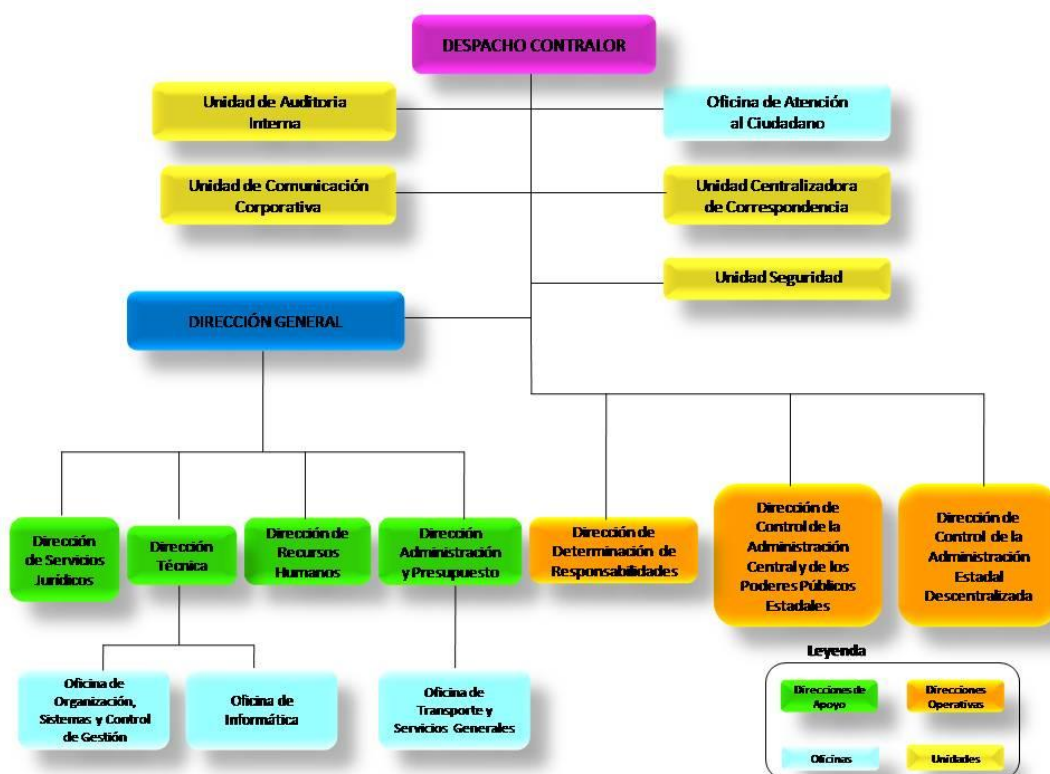 DESPACHO CONTRALOR
Unidad de Auditoria
Interna
Oficina de Atención
al Ciudadano
Unidad de Comunicación
Corporativa
Unidad Centralizadora
de Correspondencia
Unidad Seguridad
DIRECCIÓN GENERAL
Dirección
de Servicios
Jurídicos
Dirección
Técnica
Dirección de
Recursos
Humanos
Dirección
Administración
y Presupuesto
Dirección de
Determinación de
Responsabilidades
Dirección de
Control de la
Administración
Central y de los
Poderes Públicos
Estadales
Dirección de
Control de la
Administración
Estadal
Descentralizada
Oficina de
Organización,
Sistemas y Control
de Gestión
Oficina de
Informática
Oficina de
Transporte y
Servicios Generales
Leyenda
Direcciones de
Apoyo
Direcciones
Operativas
Oficinas
Unidades